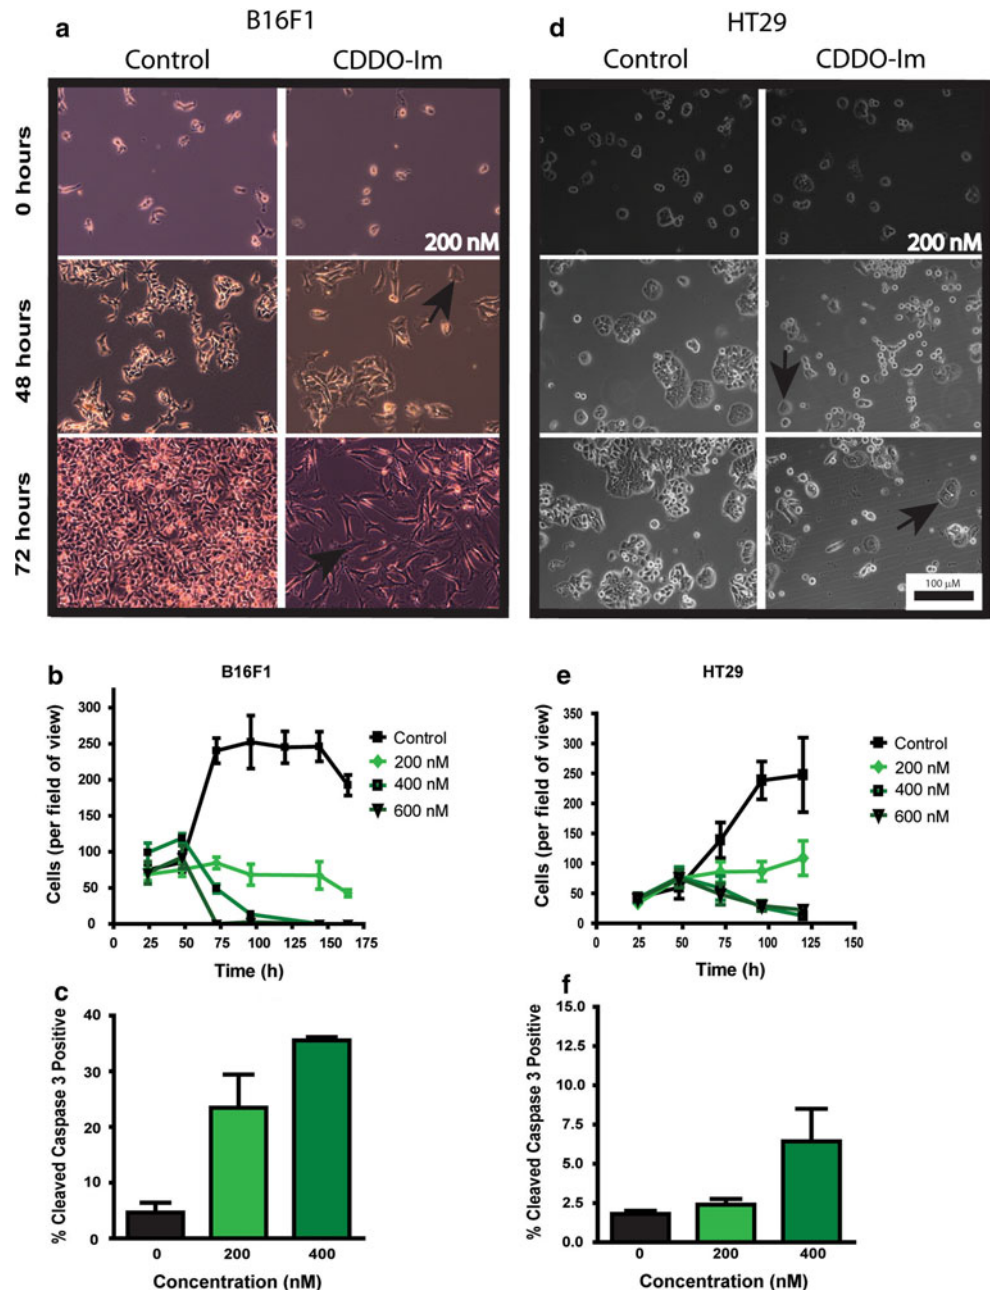 a
B16F1
Control
CDDO-Im
0 hours
200 nM
48 hours
72 hours
d
HT29
Control
CDDO-Im
200 nM
100 µM
b
B16F1
Cells (per field of view)
300
250
200
150
100
50
0
0
25
50
75
100
125
150
175
Time (h)
Control
200 nM
400 nM
600 nM
e
HT29
Cells (per field of view)
350
300
250
200
150
100
50
0
0
25
50
75
100
125
150
Time (h)
Control
200 nM
400 nM
600 nM
c
% Cleaved Caspase 3 Positive
40
30
20
10
0
0
200
400
Concentration (nM)
f
% Cleaved Caspase 3 Positive
15.0
12.5
10.0
7.5
5.0
2.5
0.0
0
200
400
Concentration (nM)